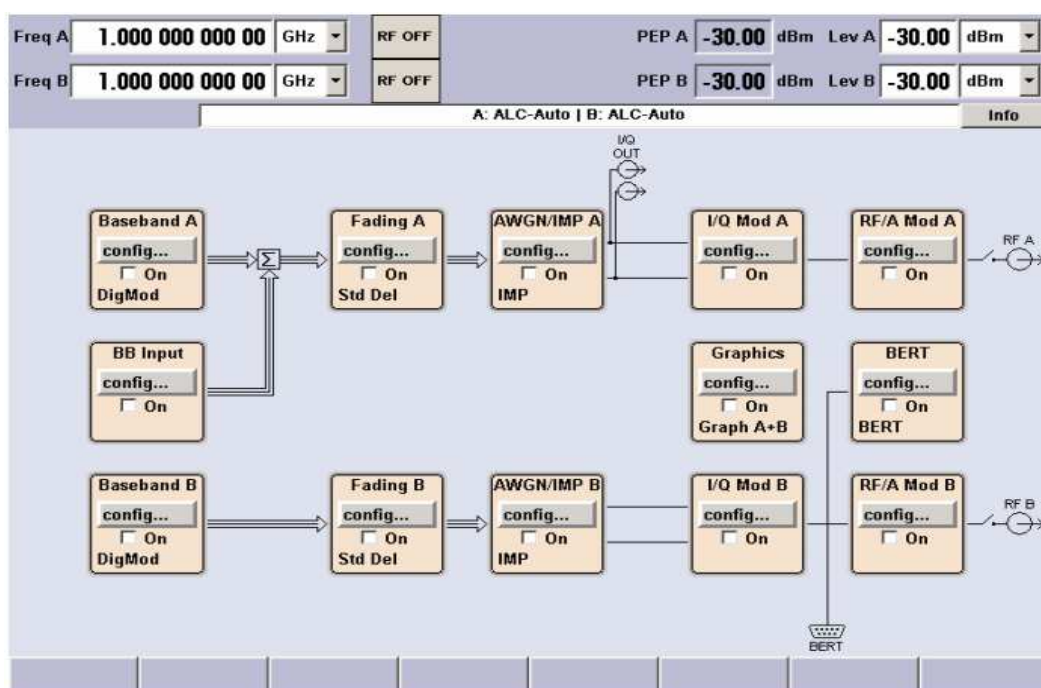 Freq A 1.000 000 000 00 GHz RF OFF PEP A -30.00 dBm Lev A -30.00 dBm
Freq B 1.000 000 000 00 GHz RF OFF PEP B -30.00 dBm Lev B -30.00 dBm
A: ALC-Auto | B: ALC-Auto Info
I/Q
OUT
Baseband A Fading A AWGN/IMP A I/Q Mod A RF/A Mod A
config... config... config... config... config... RF A
On On On On On
DigMod Std Del IMP
Σ
BB Input Graphics BERT
config... config... config...
On On On
Graph A+B BERT
Baseband B Fading B AWGN/IMP B I/Q Mod B RF/A Mod B
config... config... config... config... config... RF B
On On On On On
DigMod Std Del IMP
BERT